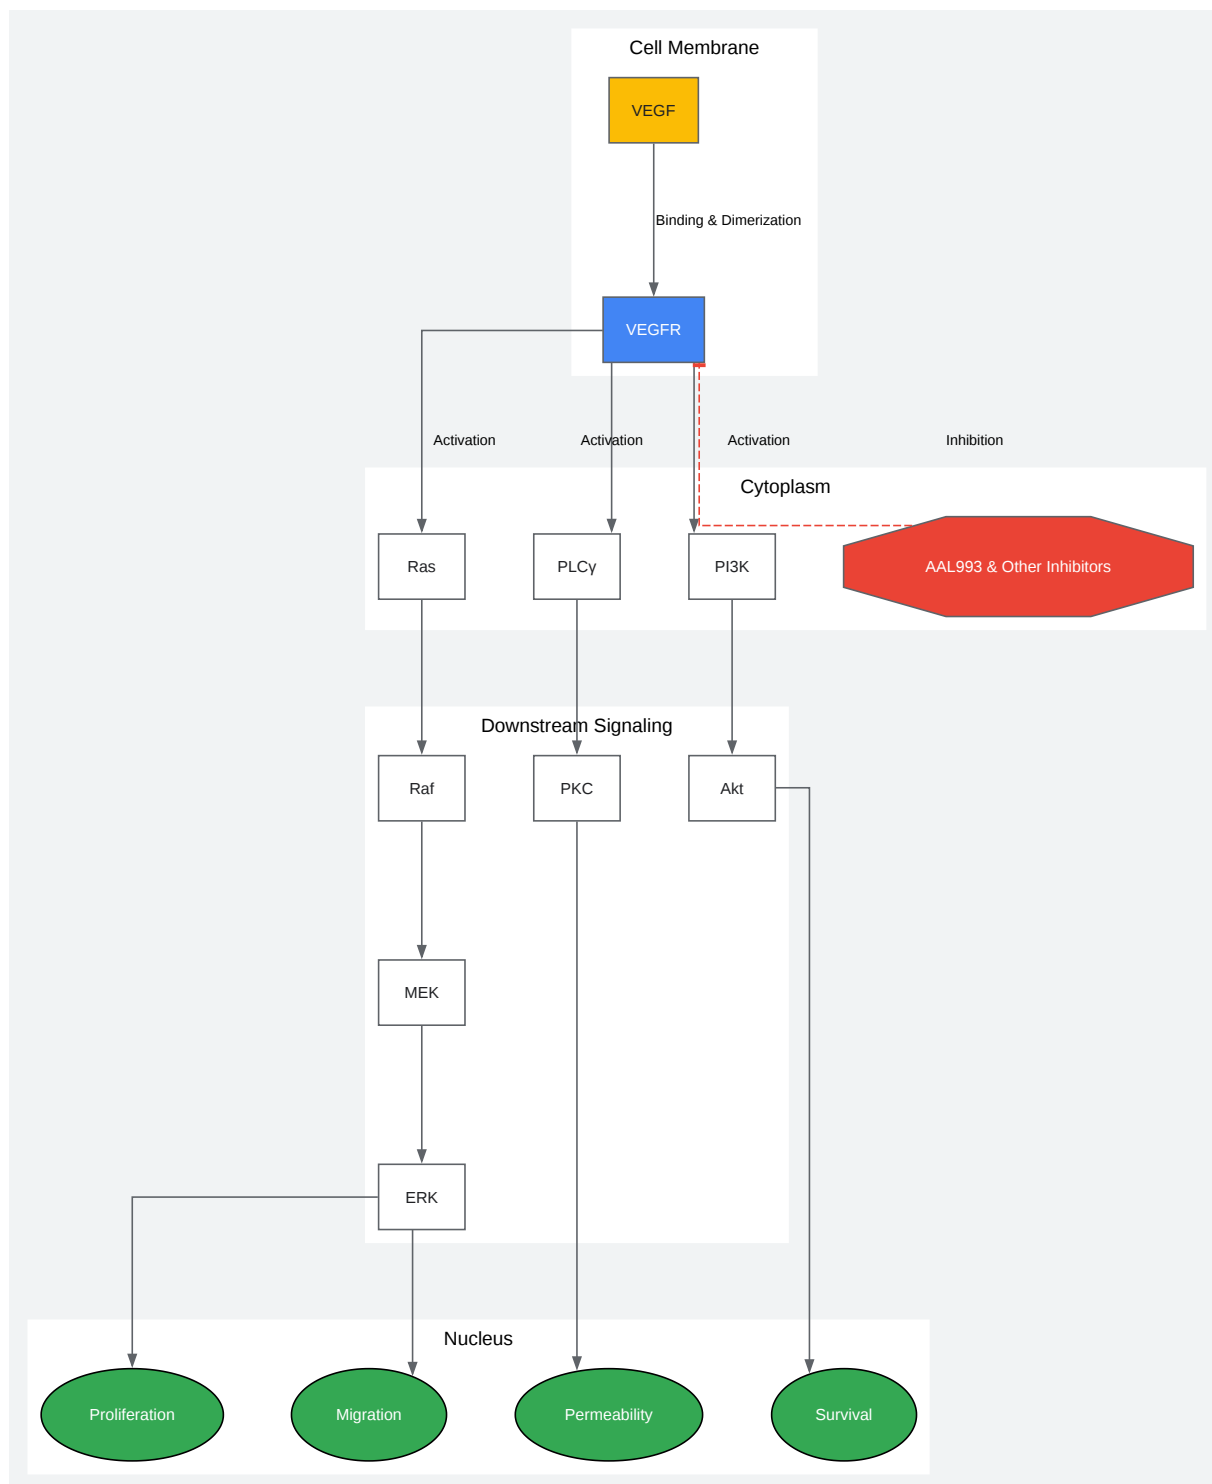 Cell Membrane
VEGF
Binding & Dimerization
VEGFR
Activation
Activation
Activation
Inhibition
Cytoplasm
Ras
PLCγ
PI3K
AAL993 & Other Inhibitors
Downstream Signaling
Raf
PKC
Akt
MEK
ERK
Nucleus
Proliferation
Migration
Permeability
Survival